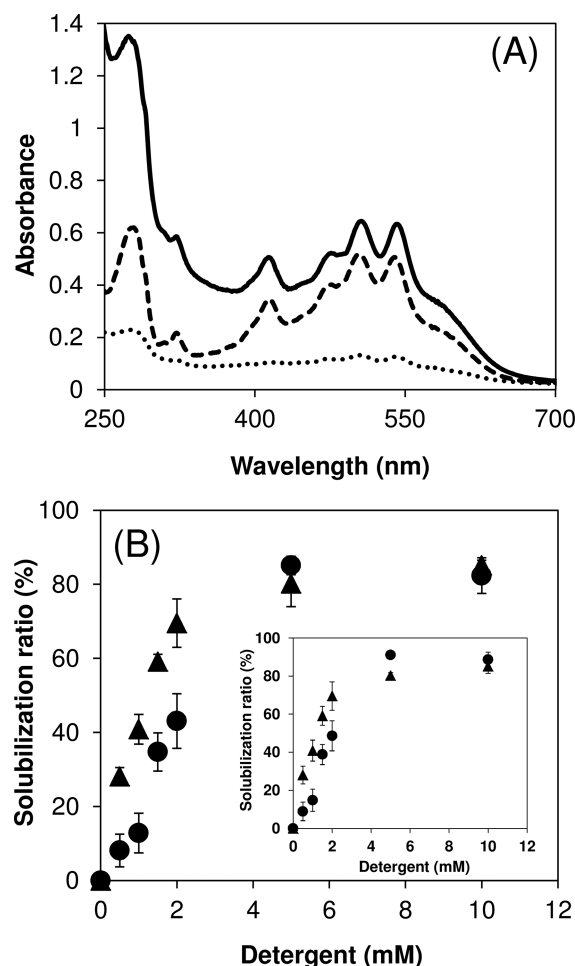 (A)
1.4
1.2
1
0.8
0.6
0.4
0.2
0
Absorbance
250 400 550 700
Wavelength (nm)
(B)
100
80
60
40
20
0
Solubilization ratio (%)
0 2 4 6 8 10 12
Detergent (mM)
100
80
60
40
20
0
Solubilization ratio (%)
0 2 4 6 8 10 12
Detergent (mM)